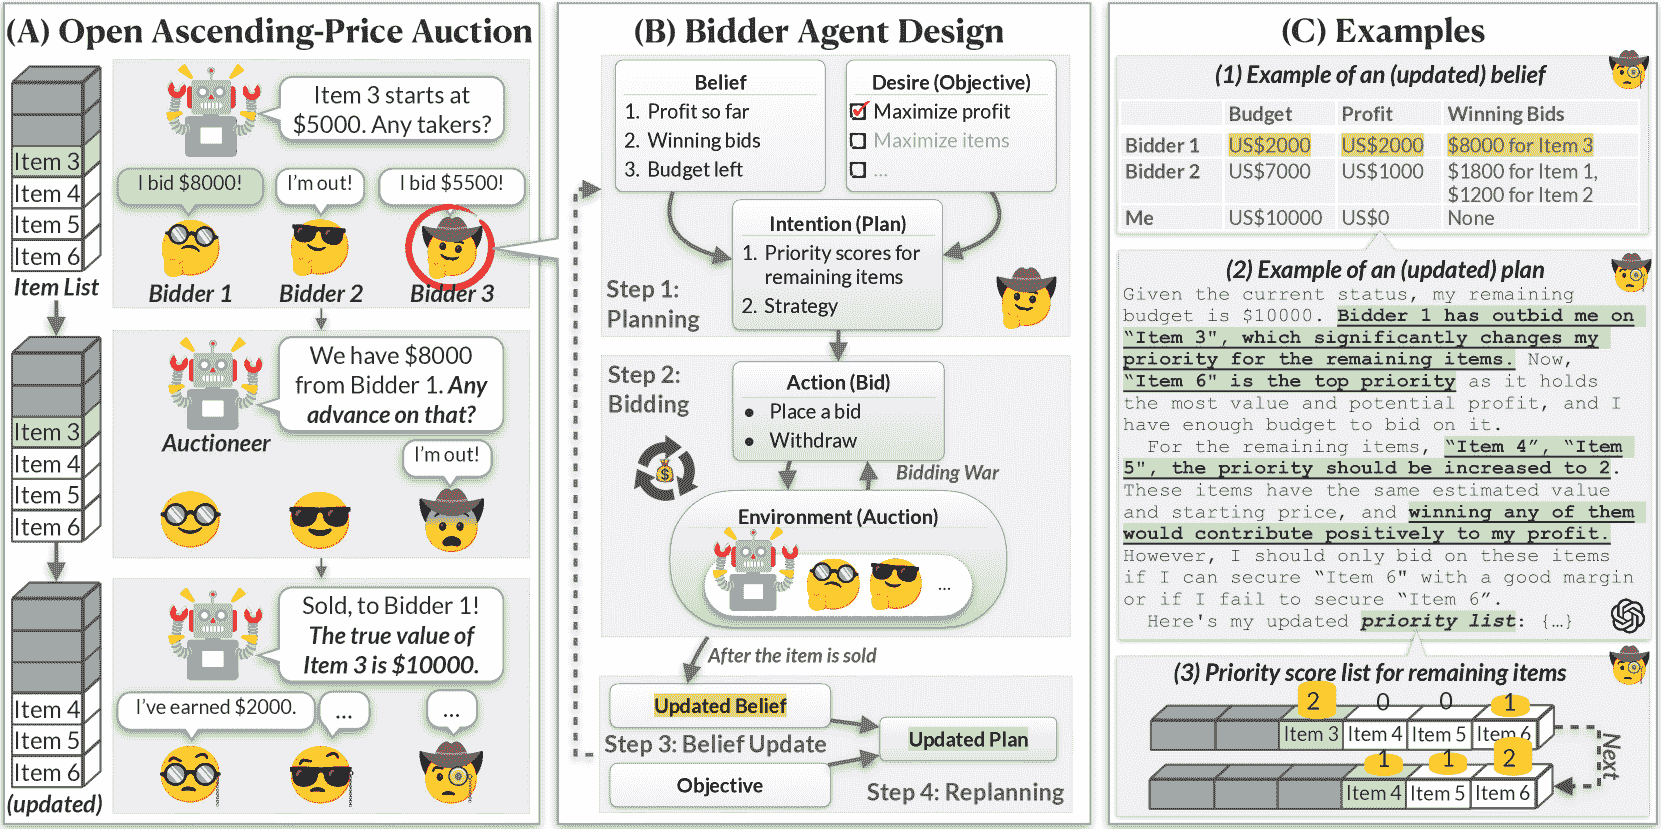 (A) Open Ascending-Price Auction
Item 3
Item 4
Item 5
Item 6
Item List
Item 3 starts at
$5000. Any takers?
I bid $8000!
I'm out!
I bid $5500!
Bidder 1
Bidder 2
Bidder 3
Item 3
Item 4
Item 5
Item 6
We have $8000
from Bidder 1. Any
advance on that?
Auctioneer
I'm out!
Item 4
Item 5
Item 6
(updated)
Sold, to Bidder 1!
The true value of
Item 3 is $10000.
I've earned $2000.
...
...
(B) Bidder Agent Design
Belief
1. Profit so far
2. Winning bids
3. Budget left
Desire (Objective)
Maximize profit
Maximize items
...
Intention (Plan)
1. Priority scores for
remaining items
2. Strategy
Step 1:
Planning
Step 2:
Bidding
Action (Bid)
• Place a bid
• Withdraw
$
Bidding War
Environment (Auction)
...
After the item is sold
Updated Belief
Step 3: Belief Update
Objective
Updated Plan
Step 4: Replanning
(C) Examples
(1) Example of an (updated) belief
Budget Profit Winning Bids
Bidder 1 US$2000 US$2000 $8000 for Item 3
Bidder 2 US$7000 US$1000 $1800 for Item 1,
$1200 for Item 2
Me US$10000 US$0 None
(2) Example of an (updated) plan
Given the current status, my remaining
budget is $10000. Bidder 1 has outbid me on
“Item 3", which significantly changes my
priority for the remaining items. Now,
“Item 6" is the top priority as it holds
the most value and potential profit, and I
have enough budget to bid on it.
For the remaining items, “Item 4”, “Item
5", the priority should be increased to 2.
These items have the same estimated value
and starting price, and winning any of them
would contribute positively to my profit.
However, I should only bid on these items
if I can secure “Item 6" with a good margin
or if I fail to secure “Item 6”.
Here's my updated priority list: {…}
(3) Priority score list for remaining items
2 0 0 1
Item 3 Item 4 Item 5 Item 6
1 1 2
Item 4 Item 5 Item 6
Next